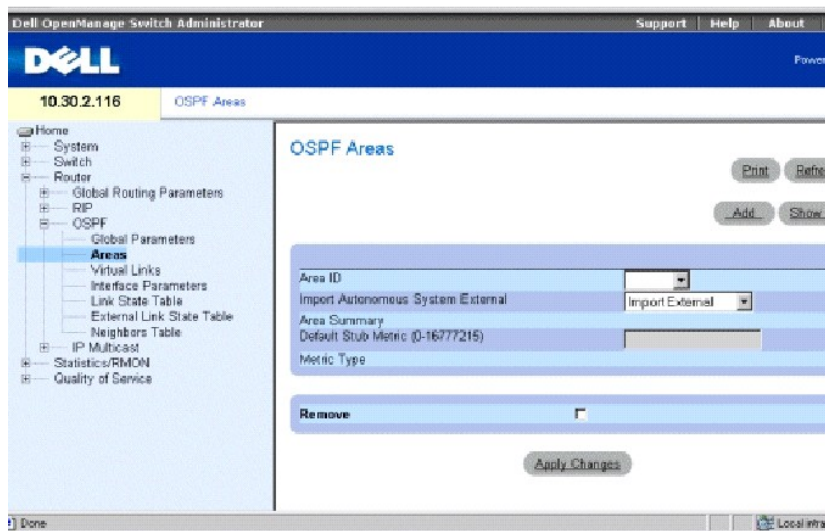 Dell OpenManage Switch Administrator
Support Help About
DELL
10.30.2.116
OSPF Areas
Home
System
Switch
Router
Global Routing Parameters
RIP
OSPF
Global Parameters
Areas
Virtual Links
Interface Parameters
Link State Table
External Link State Table
Neighbors Table
IP Multicast
Statistics/RMON
Quality of Service
OSPF Areas
Print
Add
Show
Area ID
Import Autonomous System External
Import External
Area Summary
Default Stub Metric (0-16777215)
Metric Type
Remove
Apply Changes
Done
Local